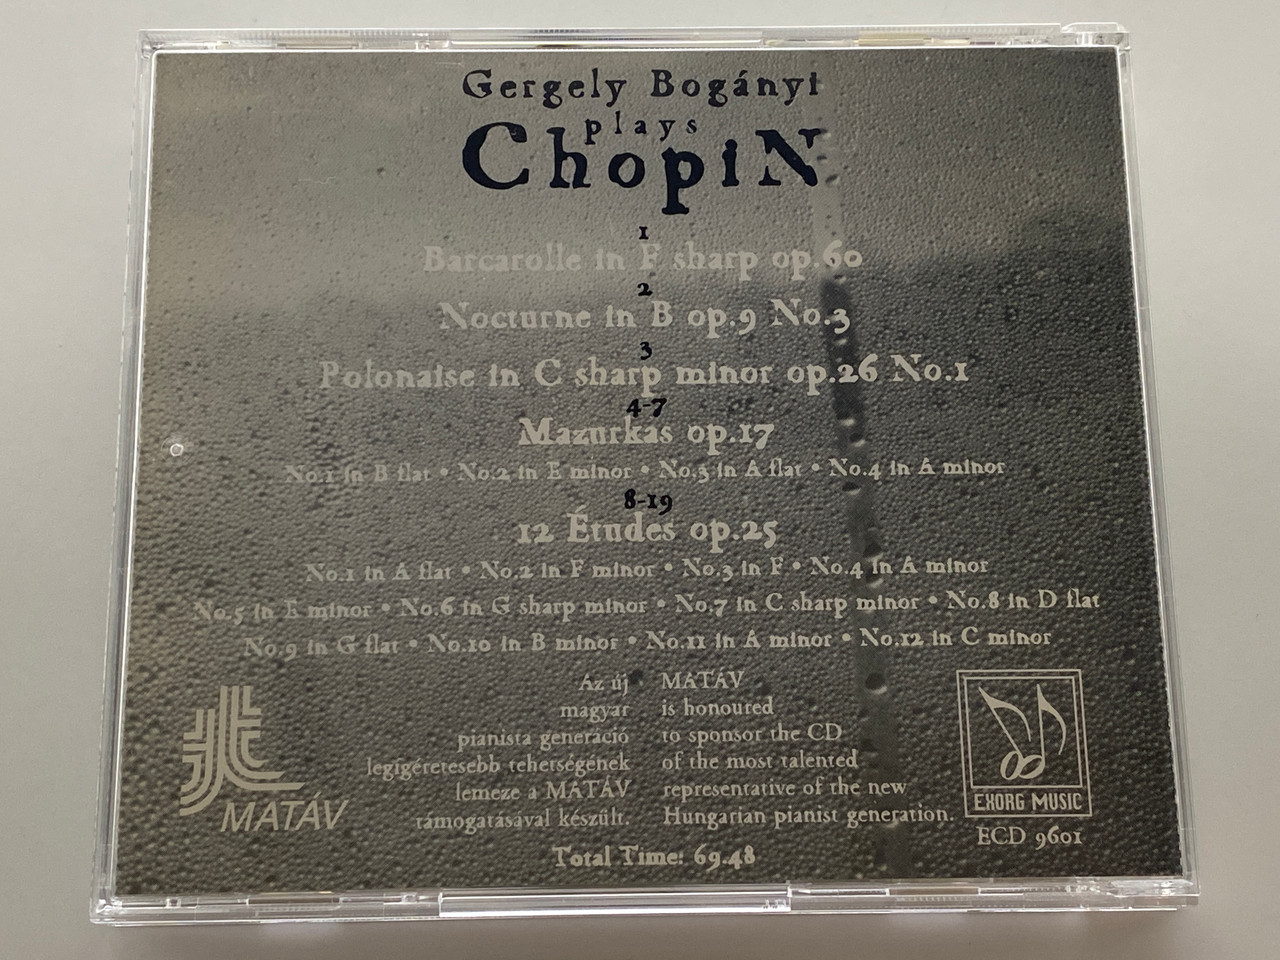 Gergely Bogányi
plays
Chopin
1
Barcarolle in F sharp op.60
2
Nocturne in B op.9 No.3
3
Polonaise in C sharp minor op.26 No.1
4-7
Mazurkas op.17
No.1 in B flat • No.2 in E minor • No.3 in A flat • No.4 in A minor
8-19
12 Études op.25
No.1 in A flat • No.2 in F minor • No.3 in F • No.4 in A minor
No.5 in E minor • No.6 in G sharp minor • No.7 in C sharp minor • No.8 in D flat
No.9 in G flat • No.10 in B minor • No.11 in A minor • No.12 in C minor
Az új
magyar
pianista generáció
legígéretesebb tehetségének
lemeze a MATÁV
támogatásával készült.
MATÁV
is honoured
to sponsor the CD
of the most talented
representative of the new
Hungarian pianist generation.
MATÁV
EXORG MUSIC
ECD 9601
Total Time: 69.48